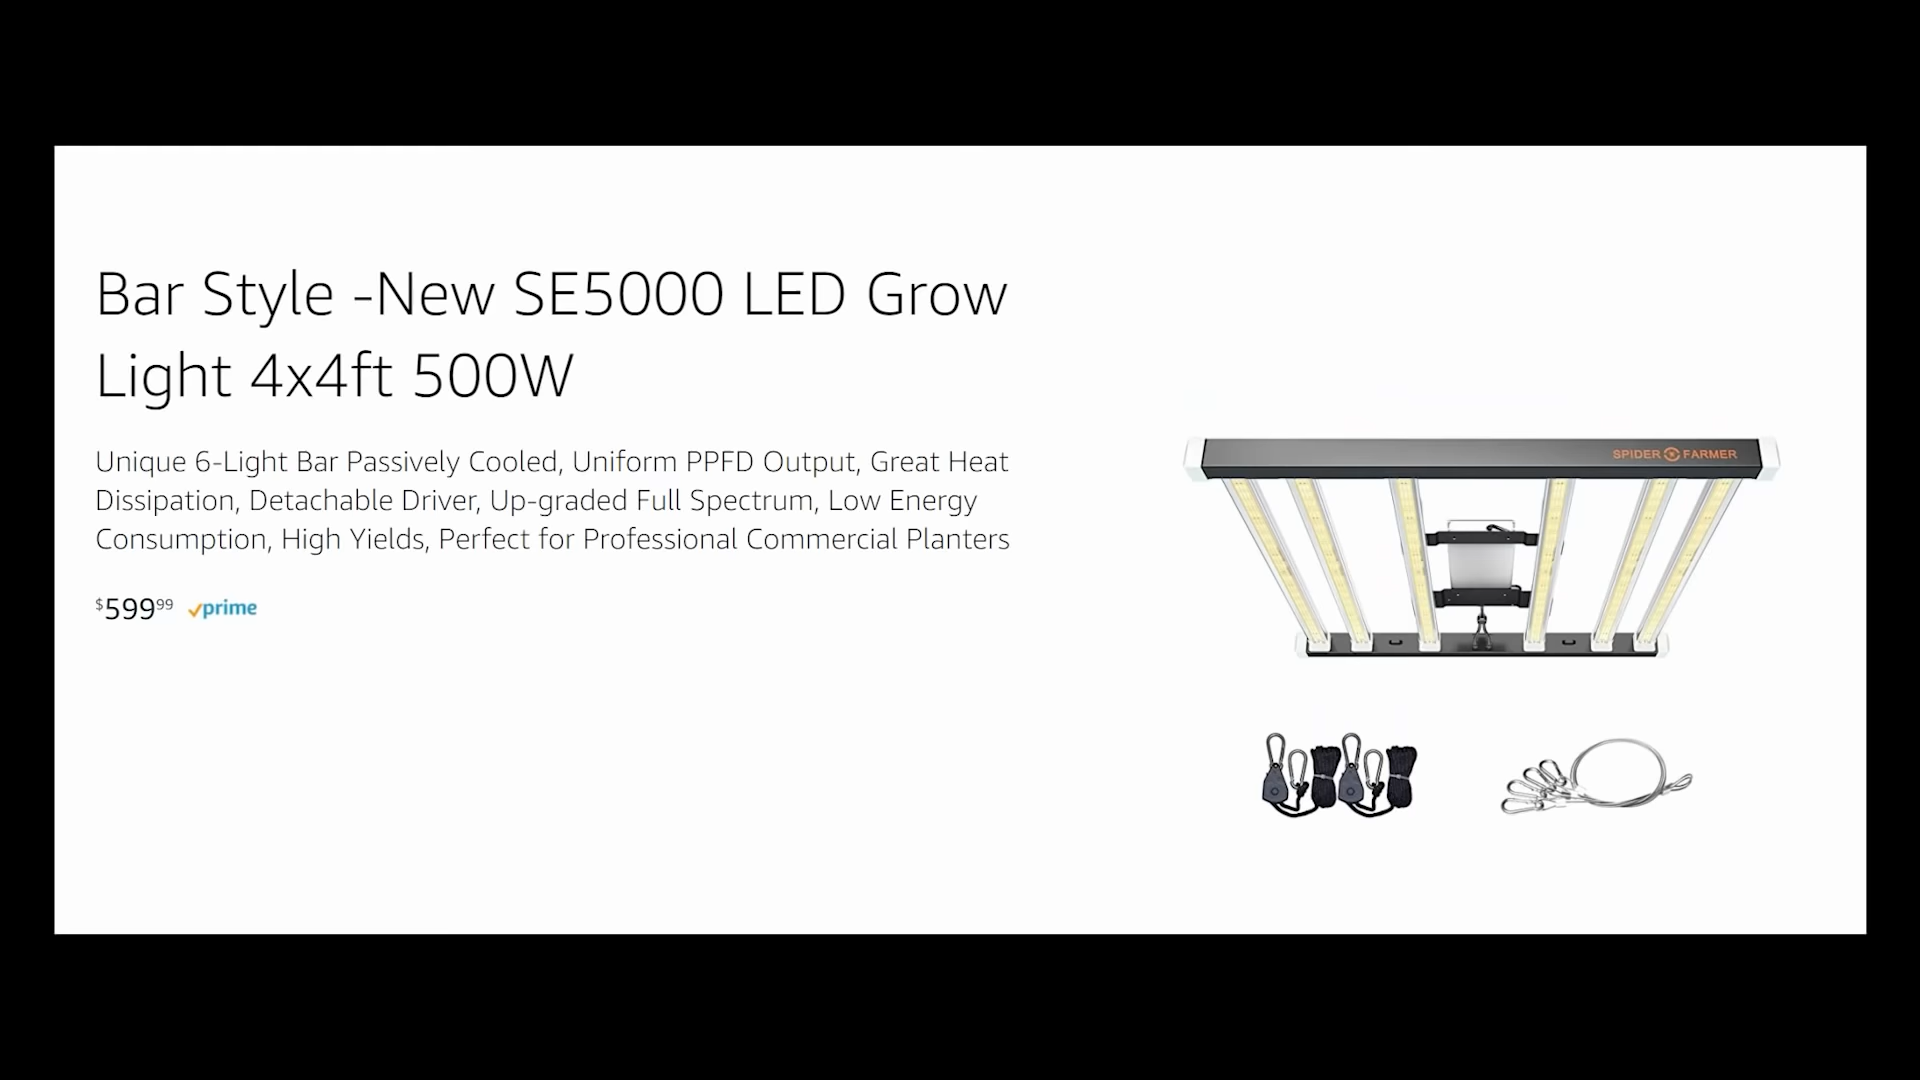 Bar Style -New SE5000 LED Grow
Light 4x4ft 500W
Unique 6-Light Bar Passively Cooled, Uniform PPFD Output, Great Heat
Dissipation, Detachable Driver, Up-graded Full Spectrum, Low Energy
Consumption, High Yields, Perfect for Professional Commercial Planters
$59999 prime
SPIDER FARMER